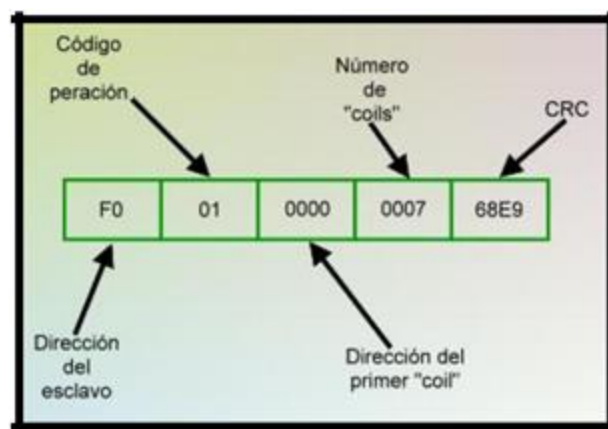 Código
de
peración
Número
de
"coils"
CRC
F0 01 0000 0007 68E9
Dirección
del
esclavo
Dirección del
primer "coil"